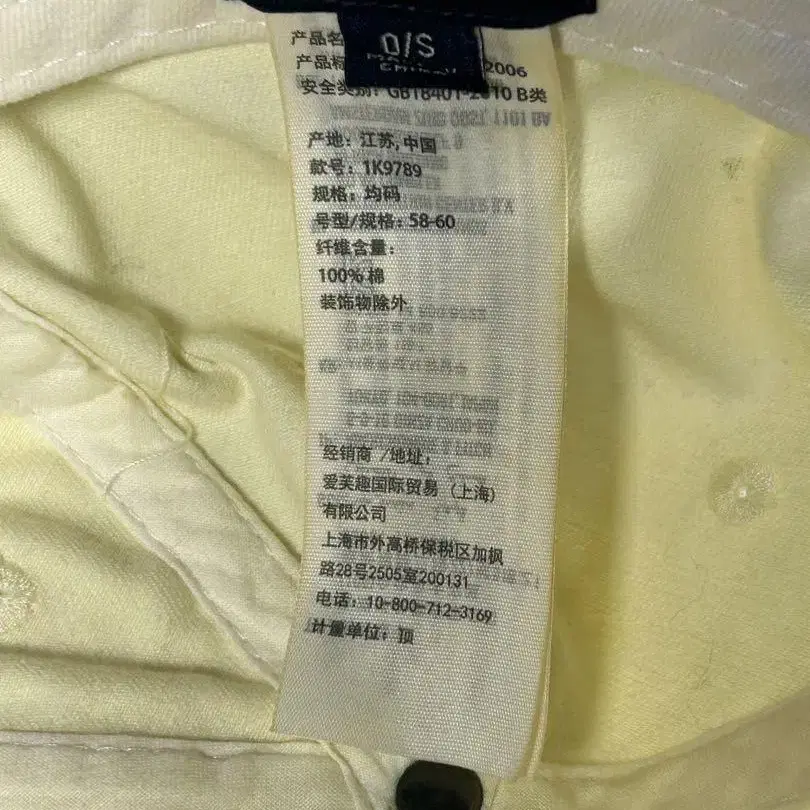 O/S
产品名
产品标 2006
安全类别: GB18401-2010 B类
产地: 江苏,中国
款号: 1K9789
规格: 均码
号型/规格: 58-60
纤维含量:
100% 棉
装饰物除外
经销商 /地址:
爱芙趣国际贸易 (上海)
有限公司
上海市外高桥保税区加枫
路28号2505室200131
电话: 10-800-712-3169
计量单位: 顶